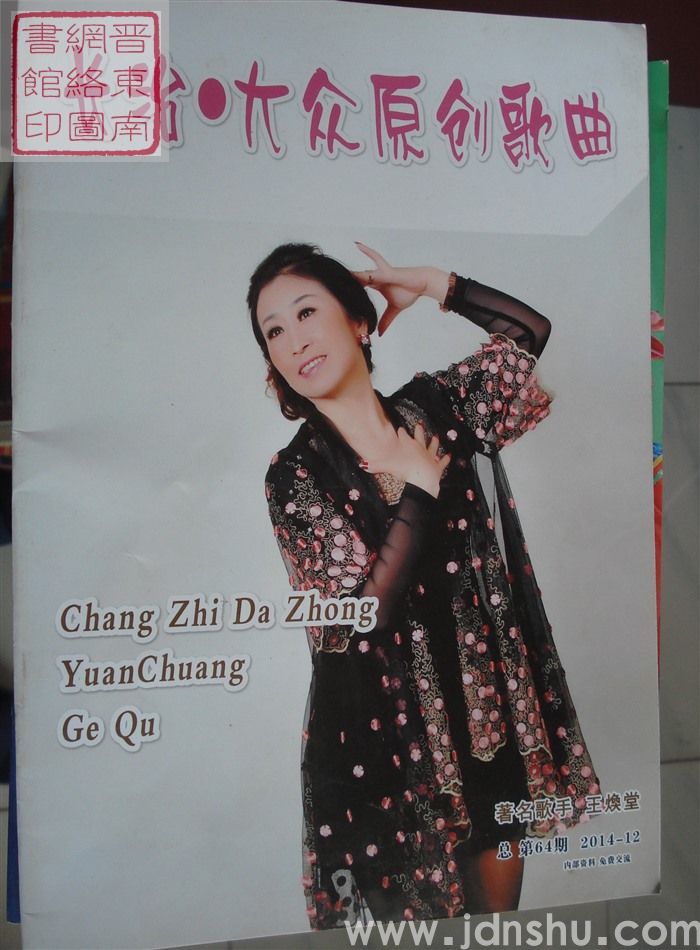 晋東南
網絡圖
書館印
长治•大众原创歌曲
Chang Zhi Da Zhong
YuanChuang
Ge Qu
著名歌手 王焕堂
总 第64期 2014-12
内部资料 免费交流
www.jdnshu.com